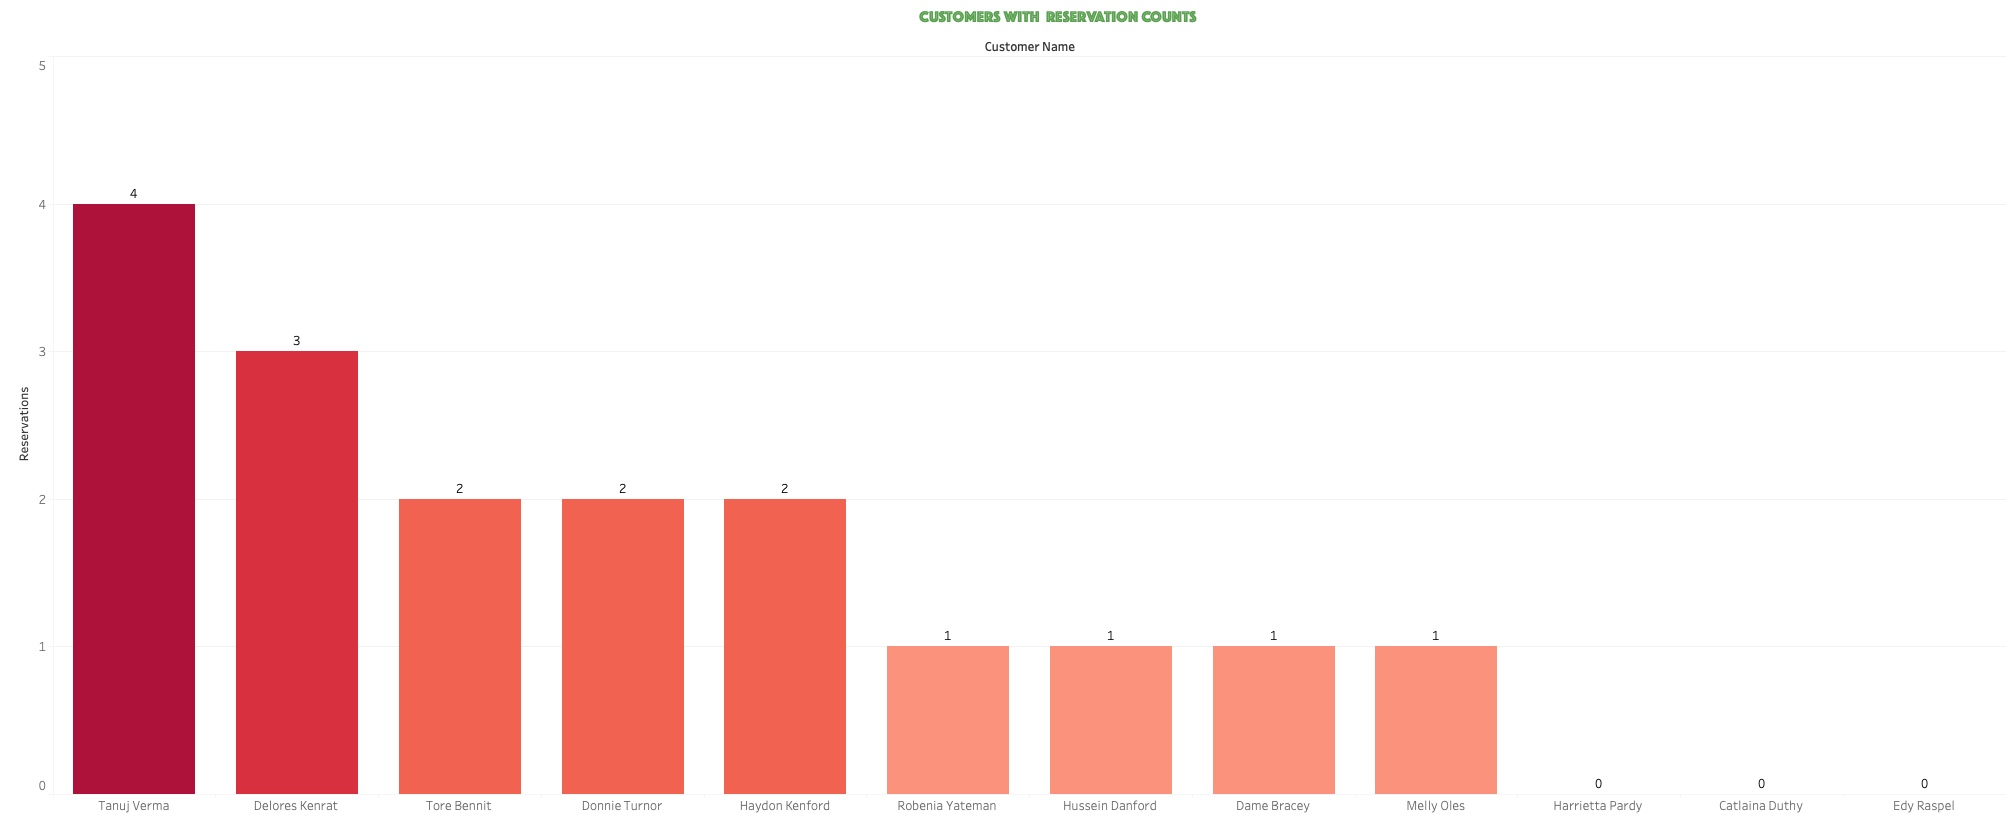 CUSTOMERS WITH RESERVATION COUNTS
Customer Name
5
4
3
2
1
0
Reservations
4
3
2
2
2
1
1
1
1
0
0
0
Tanuj Verma
Delores Kenrat
Tore Bennit
Donnie Turnor
Haydon Kenford
Robenia Yateman
Hussein Danford
Dame Bracey
Melly Oles
Harrietta Pardy
Catlaina Duthy
Edy Raspel